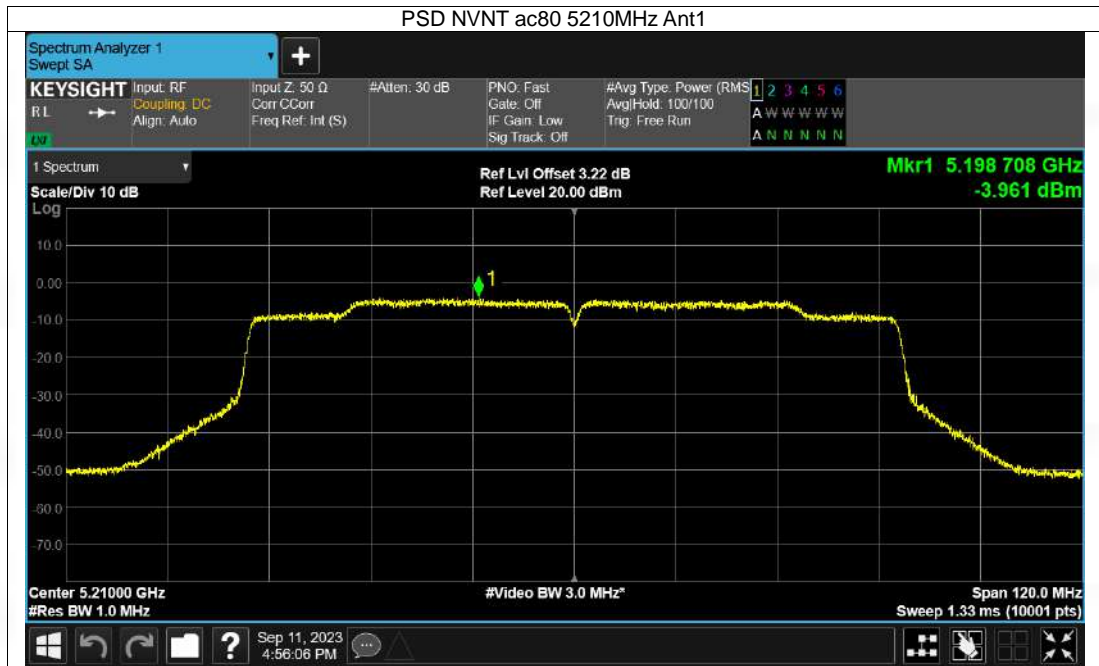 PSD NVNT ac80 5210MHz Ant1
Spectrum Analyzer 1
Swept SA
+
KEYSIGHT
RL
LXI
Input: RF
Coupling: DC
Align: Auto
Input Z: 50 Ω
Corr CCorr
Freq Ref: Int (S)
#Atten: 30 dB
PNO: Fast
Gate: Off
IF Gain: Low
Sig Track: Off
#Avg Type: Power (RMS
Avg|Hold: 100/100
Trig: Free Run
1 2 3 4 5 6
A W W W W W
A N N N N N
1 Spectrum
Scale/Div 10 dB
Log
Ref Lvl Offset 3.22 dB
Ref Level 20.00 dBm
Mkr1 5.198 708 GHz
-3.961 dBm
10.0
0.00
-10.0
-20.0
-30.0
-40.0
-50.0
-60.0
-70.0
1
Center 5.21000 GHz
#Res BW 1.0 MHz
#Video BW 3.0 MHz*
Span 120.0 MHz
Sweep 1.33 ms (10001 pts)
?
Sep 11, 2023
4:56:06 PM